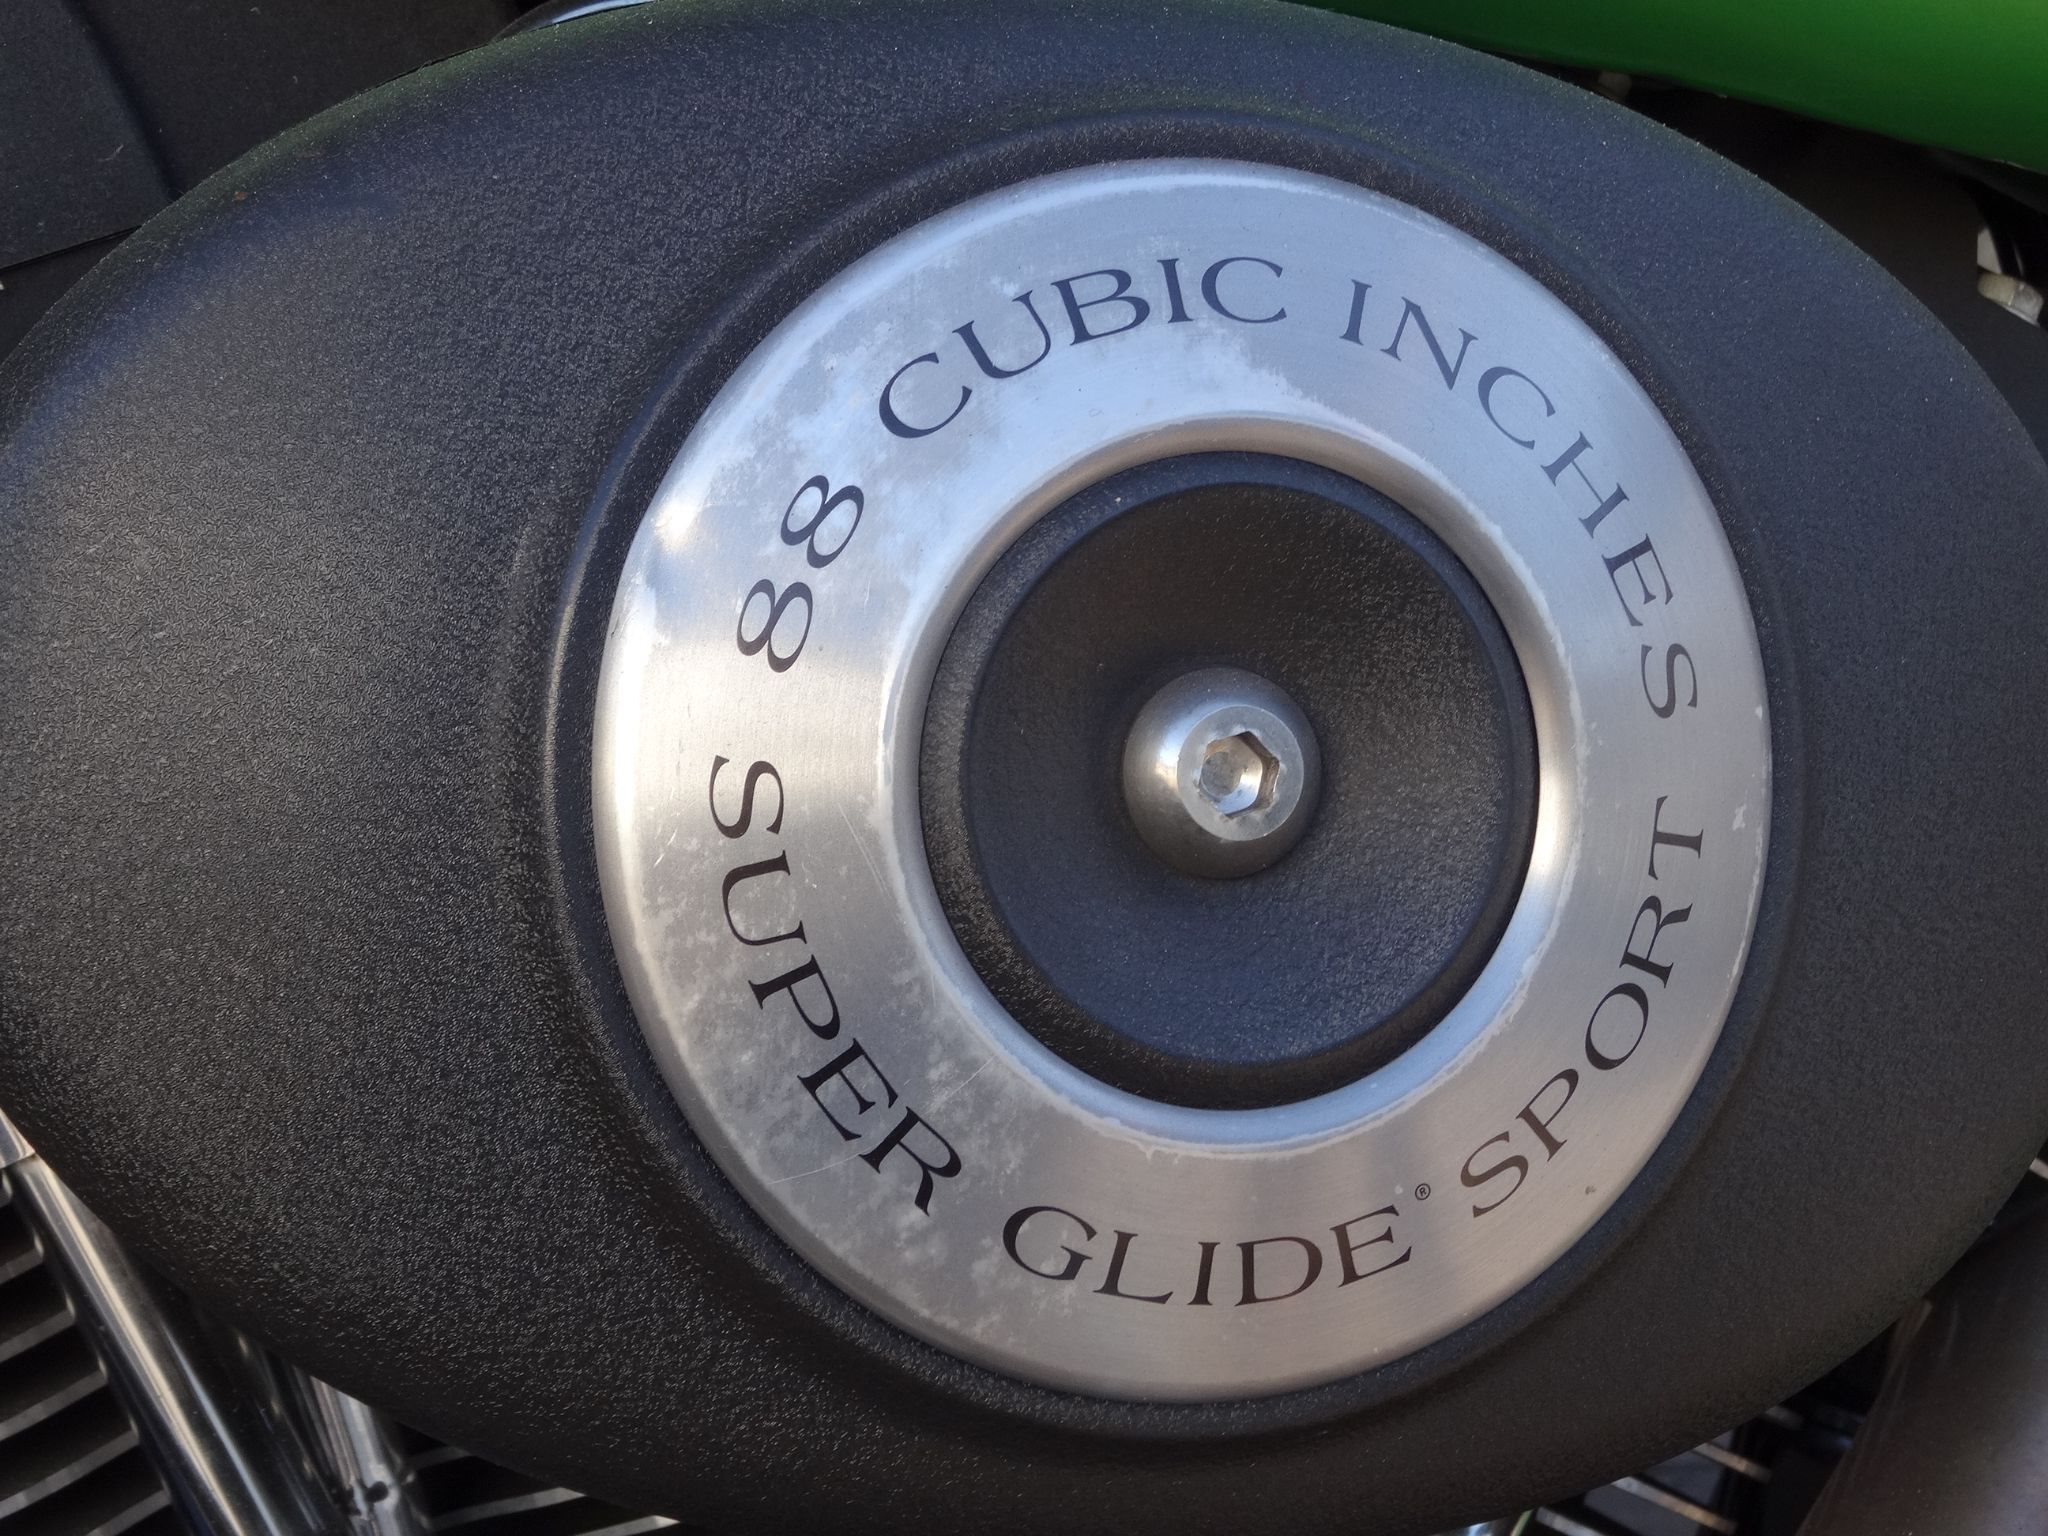 88 CUBIC INCHES
SUPER GLIDE® SPORT